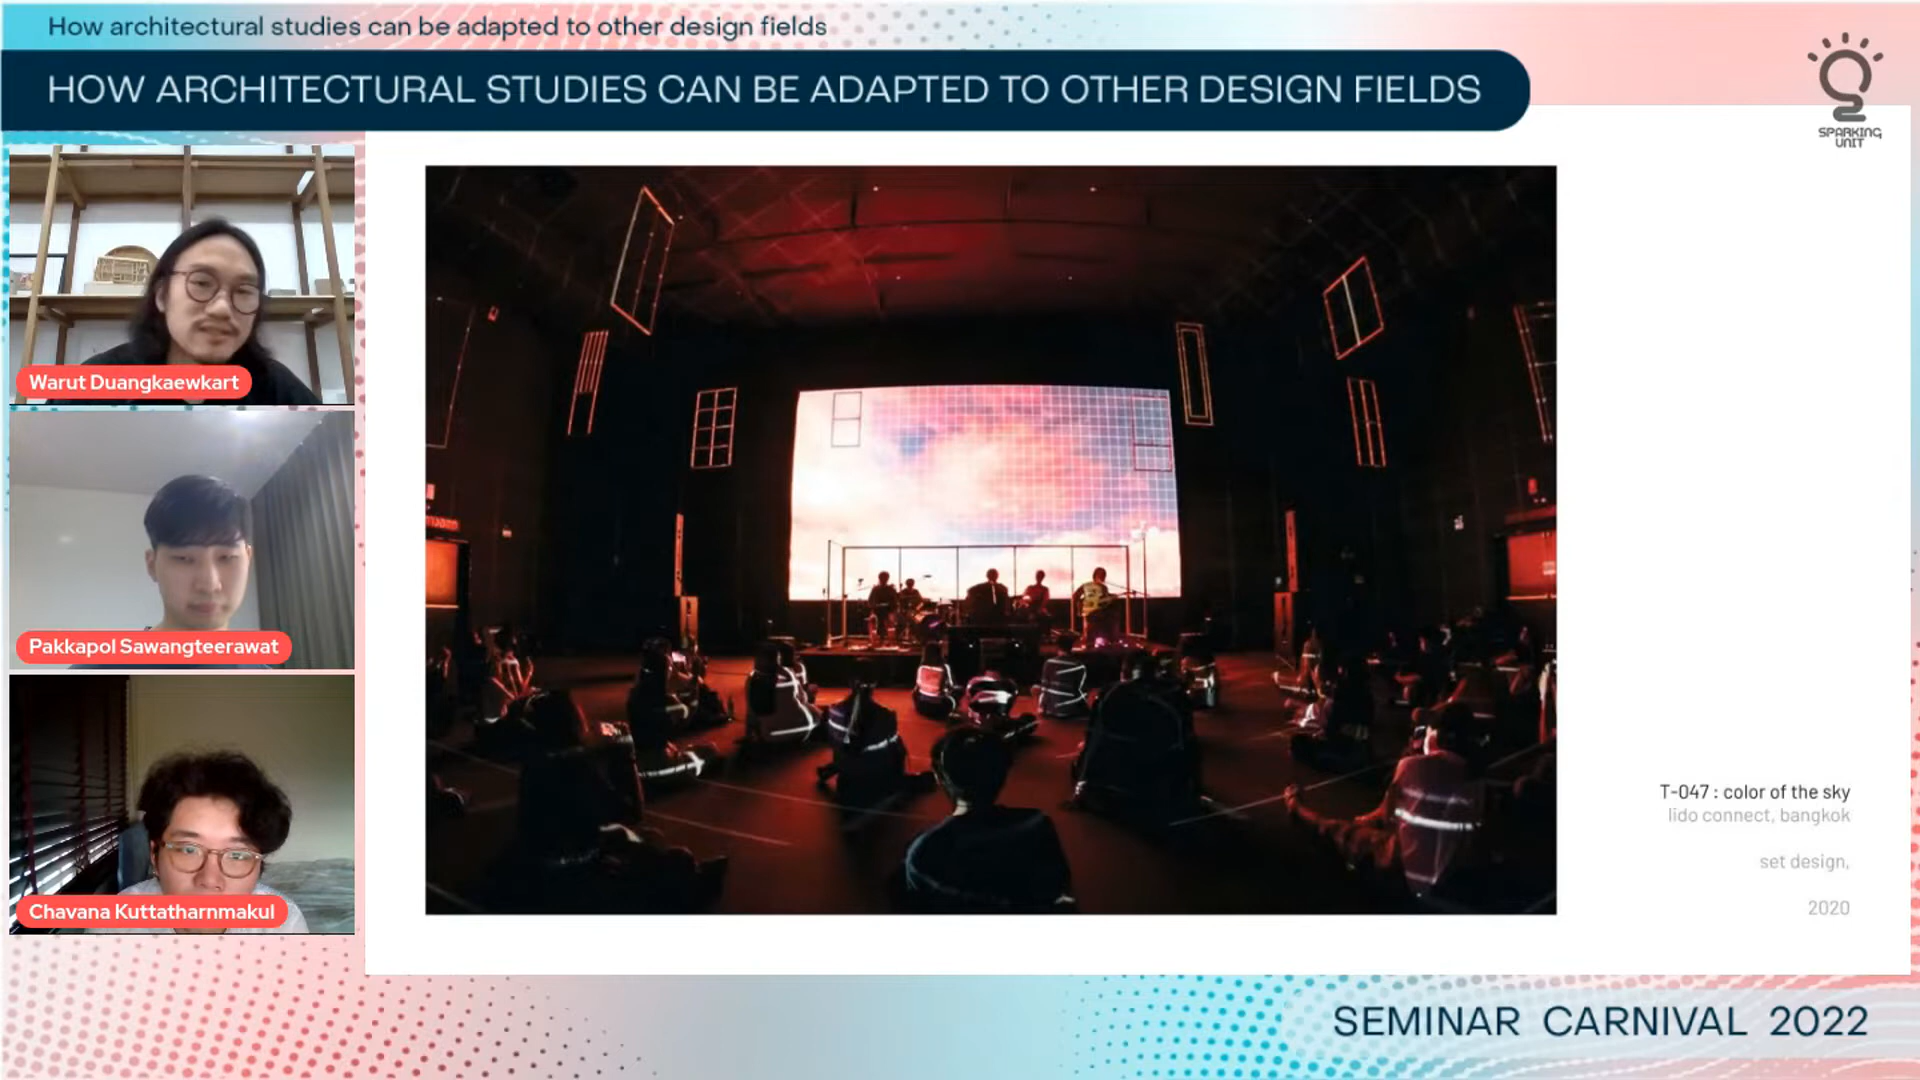 How architectural studies can be adapted to other design fields
HOW ARCHITECTURAL STUDIES CAN BE ADAPTED TO OTHER DESIGN FIELDS
SPARKING
UNIT
Warut Duangkaewkart
Pakkapol Sawangteerawat
Chavana Kuttatharnmakul
T-047 : color of the sky
lido connect, bangkok
set design,
2020
SEMINAR CARNIVAL 2022